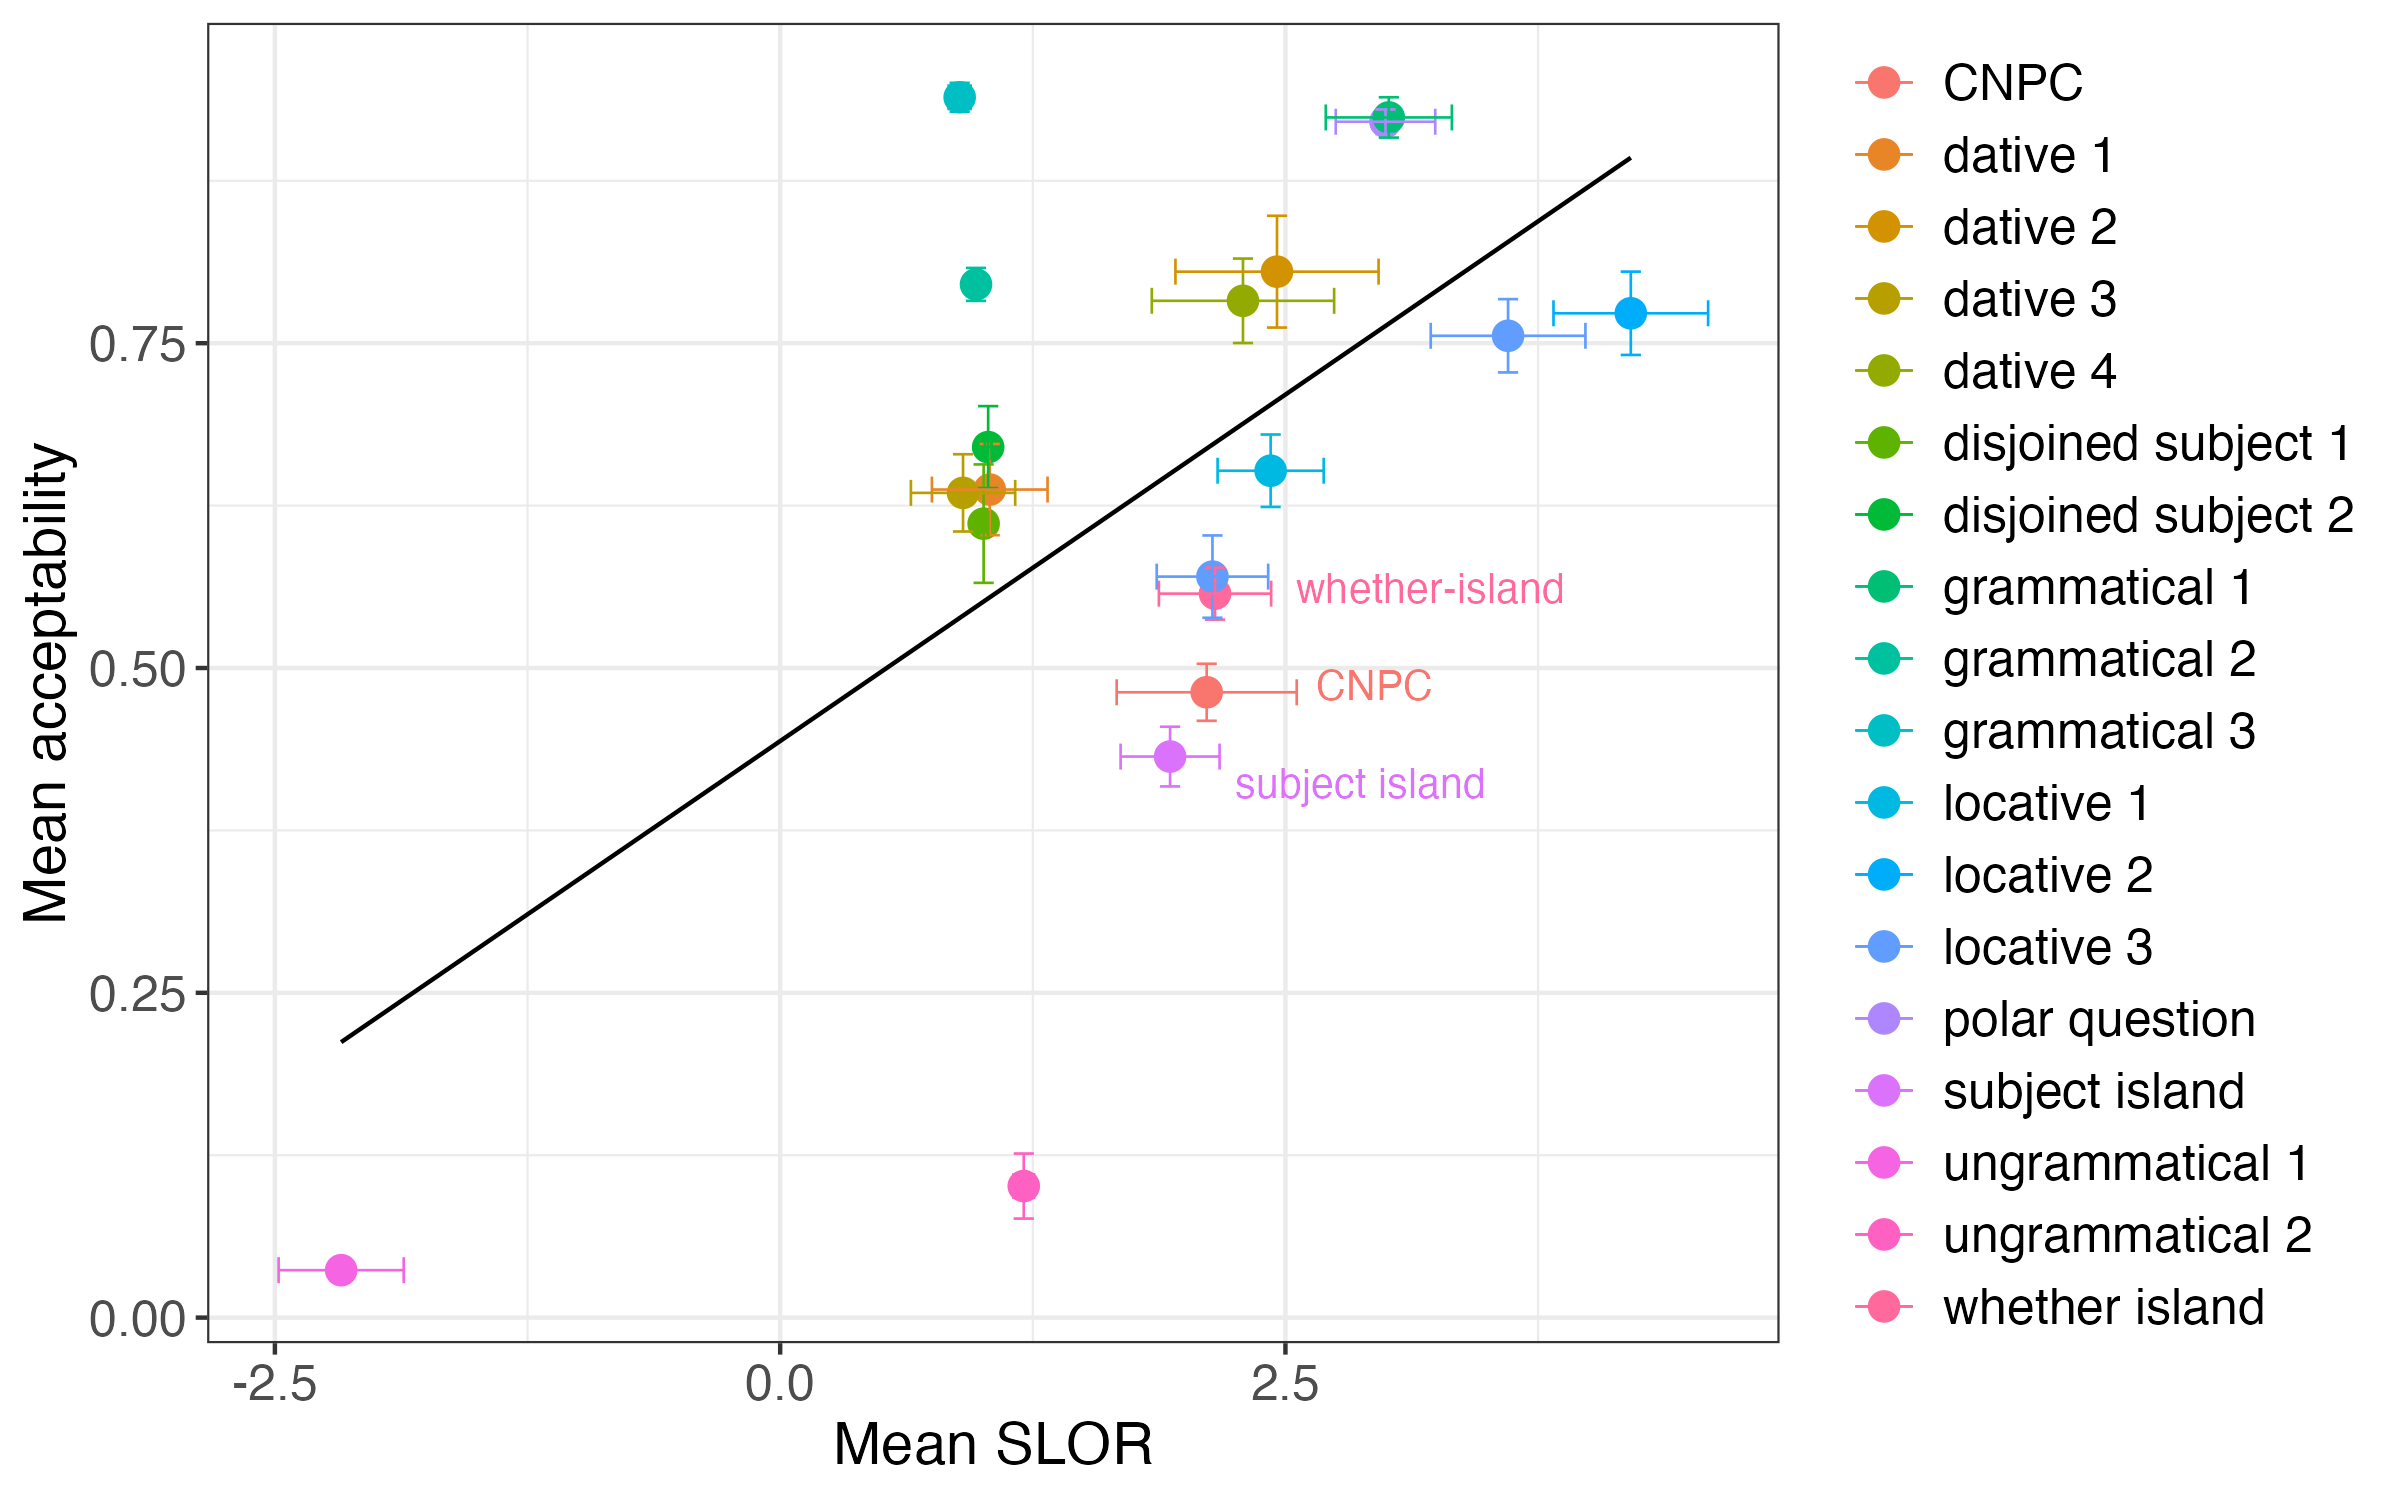 Mean acceptability
0.75
0.50
0.25
0.00
-2.5
0.0
2.5
Mean SLOR
whether-island
CNPC
subject island
CNPC
dative 1
dative 2
dative 3
dative 4
disjoined subject 1
disjoined subject 2
grammatical 1
grammatical 2
grammatical 3
locative 1
locative 2
locative 3
polar question
subject island
ungrammatical 1
ungrammatical 2
whether island